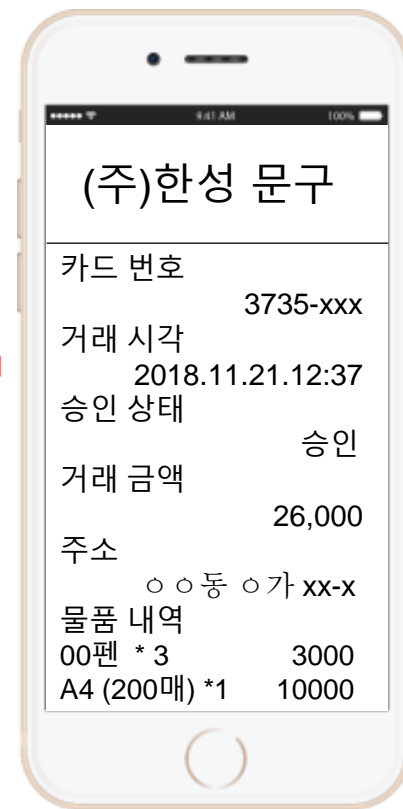 9:41 AM 100%
(주)한성 문구
카드 번호
3735-xxx
거래 시각
2018.11.21.12:37
승인 상태
승인
거래 금액
26,000
주소
ㅇㅇ동 ㅇ가 xx-x
물품 내역
00펜 * 3 3000
A4 (200매) *1 10000